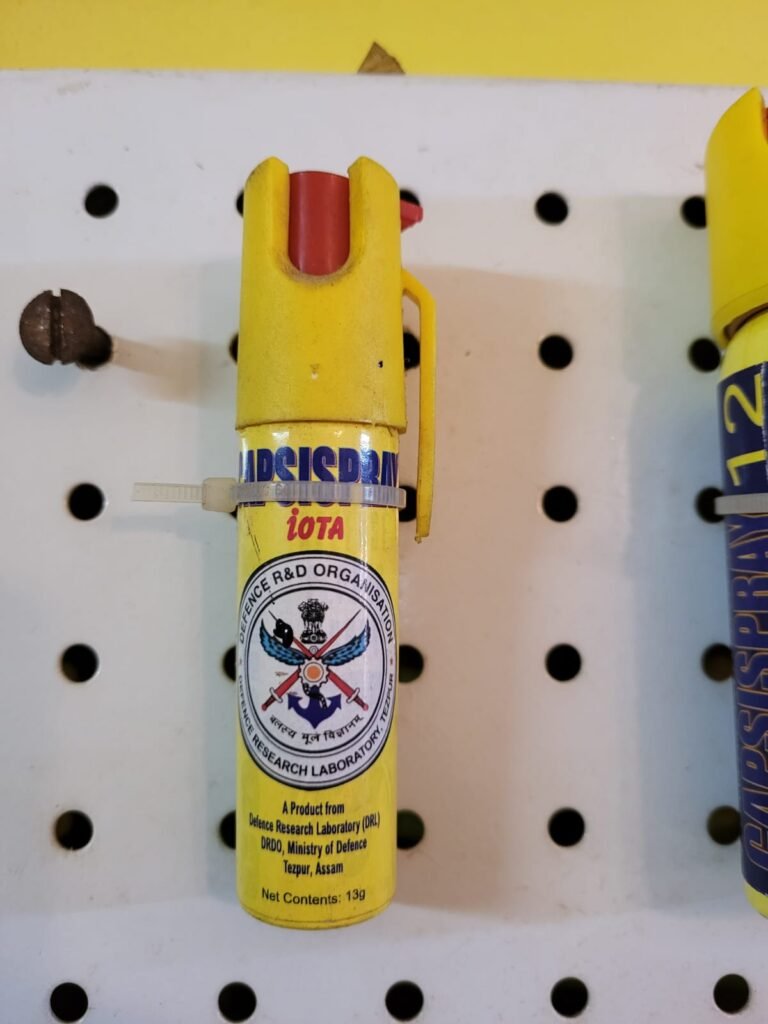 CAPSISPRAY
iOTA
DEFENCE R&D ORGANISATION
बलस्य मूलं विज्ञानम्
DEFENCE RESEARCH LABORATORY, TEZPUR
A Product from
Defence Research Laboratory (DRL)
DRDO, Ministry of Defence
Tezpur, Assam
Net Contents: 13g
CAPSISPRAY 12